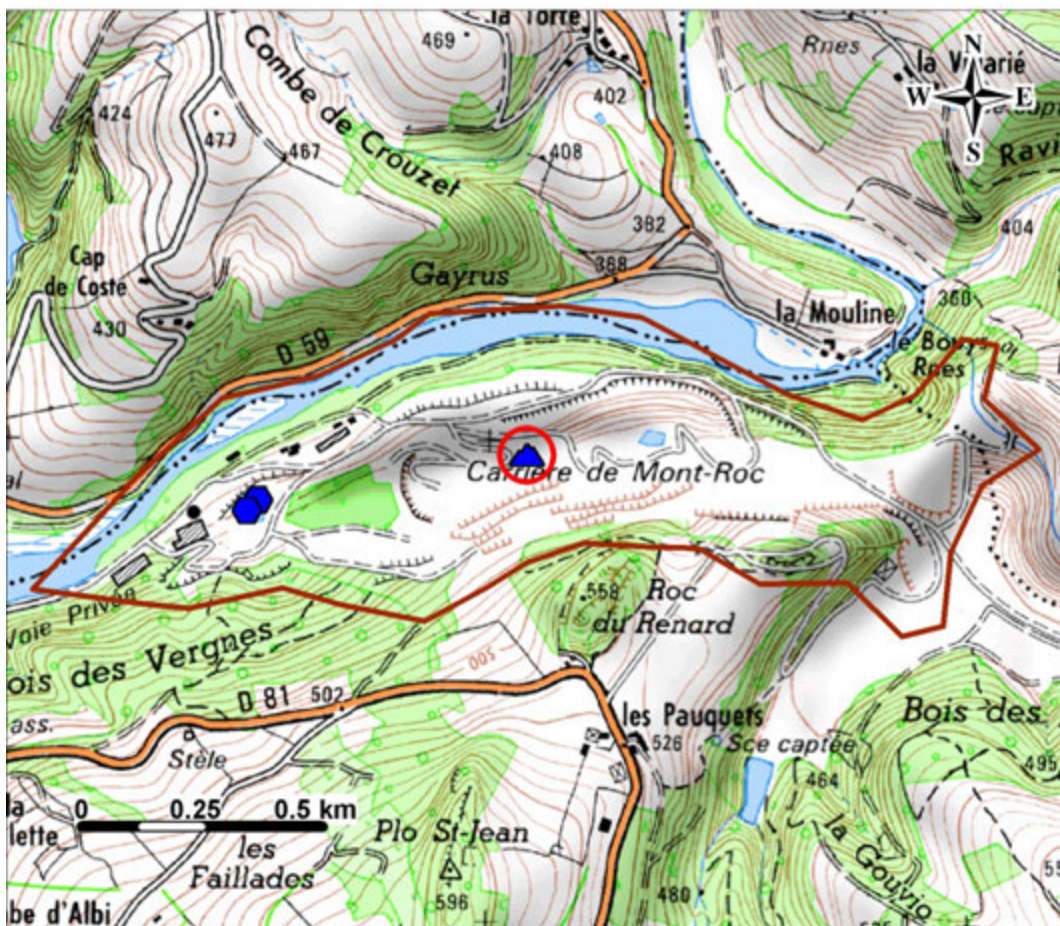 la Torre
469
Rnes
la Vinarié
N
W
E
S
Combe de Crouzet
402
424
477
467
408
Ravi
404
382
368
Cap
de Coste
430
Gayrus
360
la Mouline
D 59
Rnes
Carrière de Mont-Roc
Voie Privée
558
Roc
du Renard
500
ois des Vergnes
D 81
502
ass.
Stèle
les Pauquets
526
Sce captée
Bois des
495
464
0
0.25
0.5 km
la
lette
les
Faillades
Plo St-Jean
596
la Gouvio
480
be d'Albi